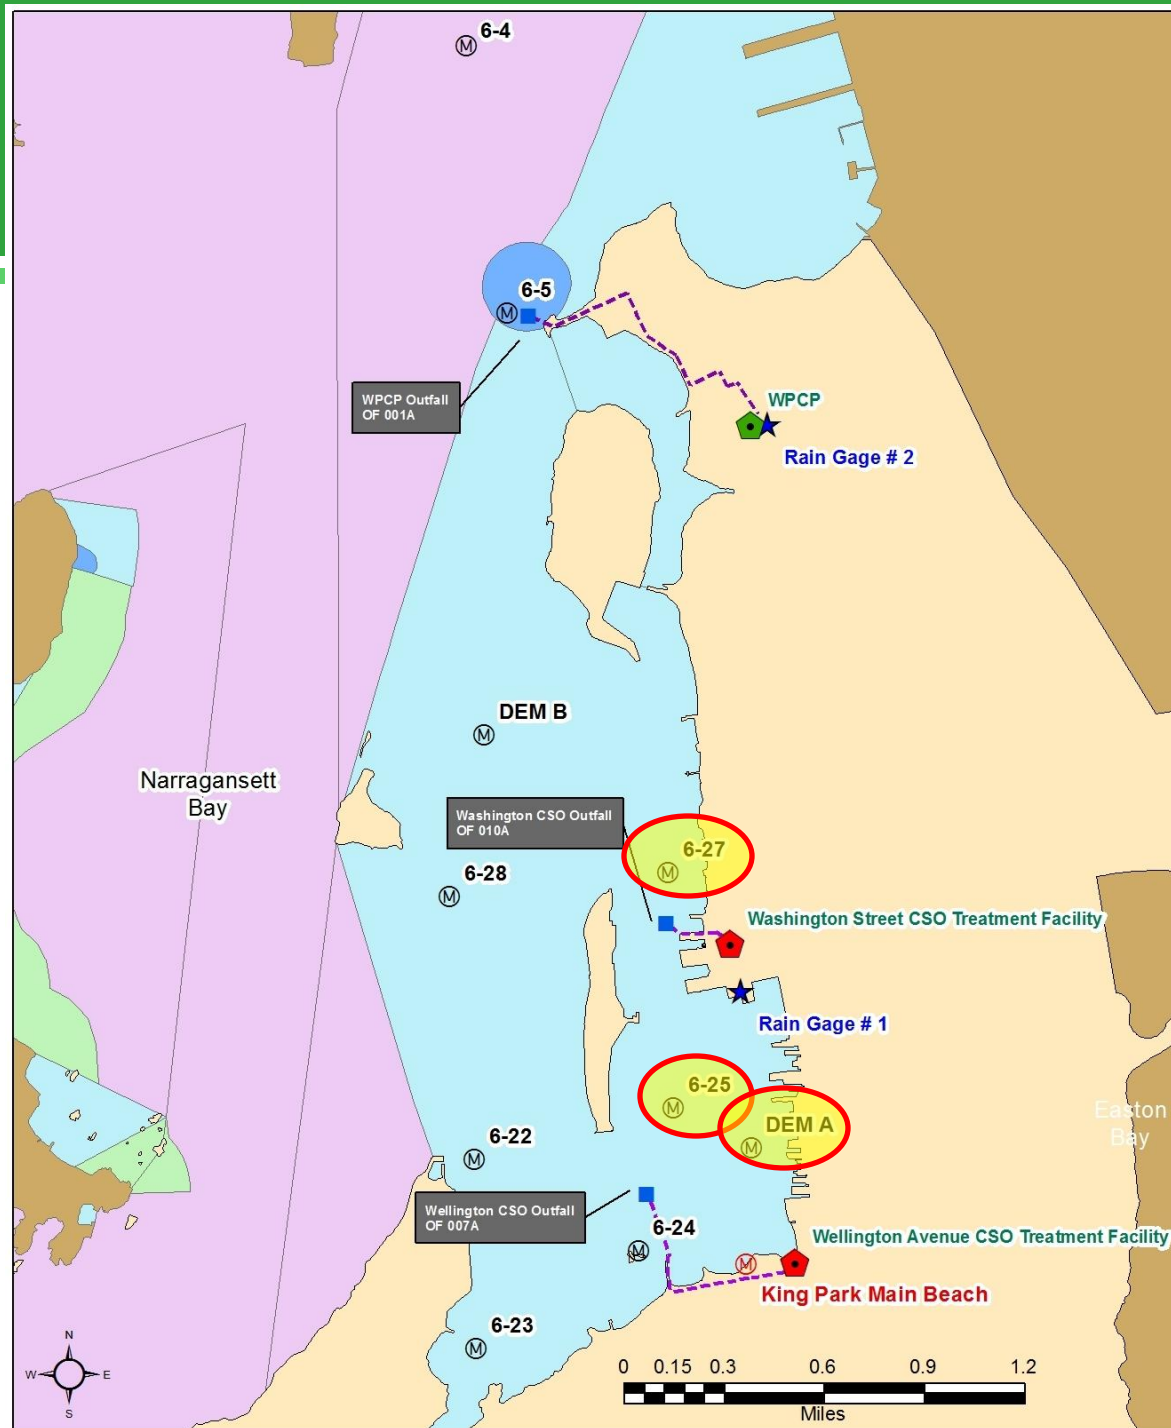 6-4
6-5
WPCP Outfall
OF 001A
WPCP
Rain Gage # 2
DEM B
Narragansett
Bay
Washington CSO Outfall
OF 010A
6-27
6-28
Washington Street CSO Treatment Facility
Rain Gage # 1
6-25
DEM A
Easton
Bay
6-22
Wellington CSO Outfall
OF 007A
6-24
Wellington Avenue CSO Treatment Facility
King Park Main Beach
6-23
N
W E
S
0 0.15 0.3 0.6 0.9 1.2
Miles
M
M
M
M
M
M
M
M
M
M